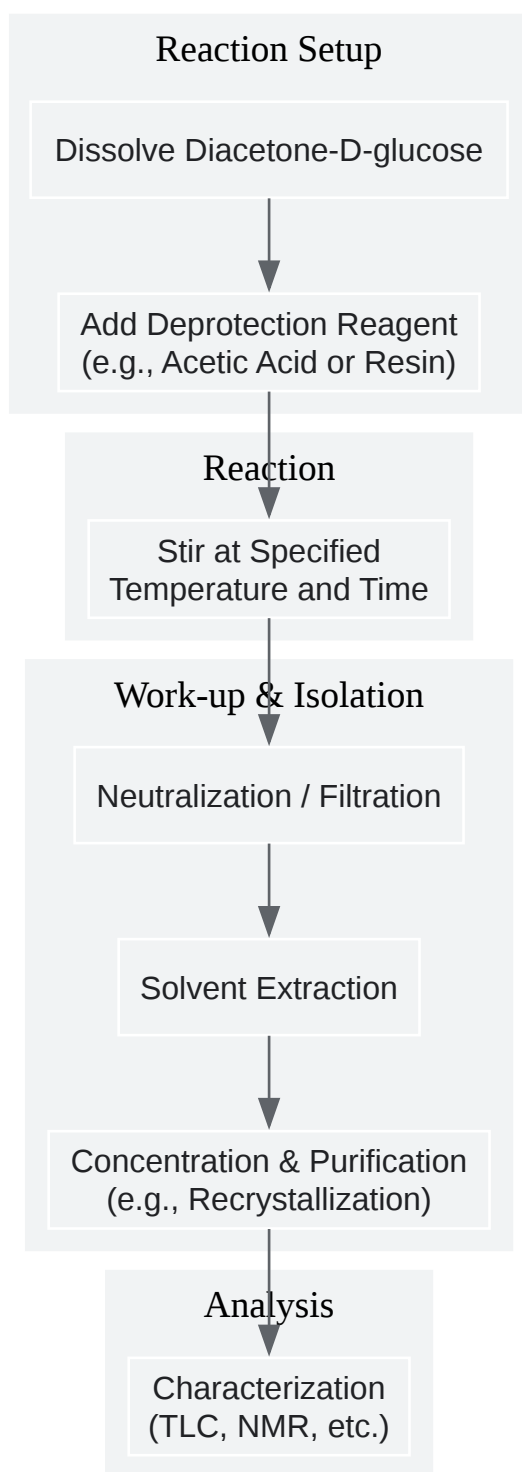 Reaction Setup
Dissolve Diacetone-D-glucose
Add Deprotection Reagent
(e.g., Acetic Acid or Resin)
Reaction
Stir at Specified
Temperature and Time
Work-up & Isolation
Neutralization / Filtration
Solvent Extraction
Concentration & Purification
(e.g., Recrystallization)
Analysis
Characterization
(TLC, NMR, etc.)